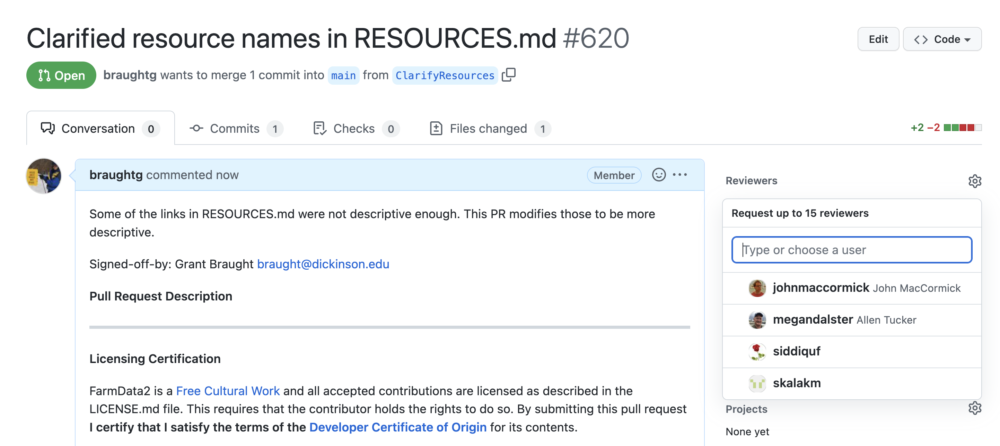 Clarified resource names in RESOURCES.md #620
Edit
Code
Open
braughtg wants to merge 1 commit into main from ClarifyResources
Conversation 0
Commits 1
Checks 0
Files changed 1
+2 −2
braughtg commented now
Member
Some of the links in RESOURCES.md were not descriptive enough. This PR modifies those to be more
descriptive.
Signed-off-by: Grant Braught braught@dickinson.edu
Pull Request Description
Licensing Certification
FarmData2 is a Free Cultural Work and all accepted contributions are licensed as described in the
LICENSE.md file. This requires that the contributor holds the rights to do so. By submitting this pull request
I certify that I satisfy the terms of the Developer Certificate of Origin for its contents.
Reviewers
Request up to 15 reviewers
Type or choose a user
johnmaccormick John MacCormick
megandalster Allen Tucker
siddiquf
skalakm
Projects
None yet